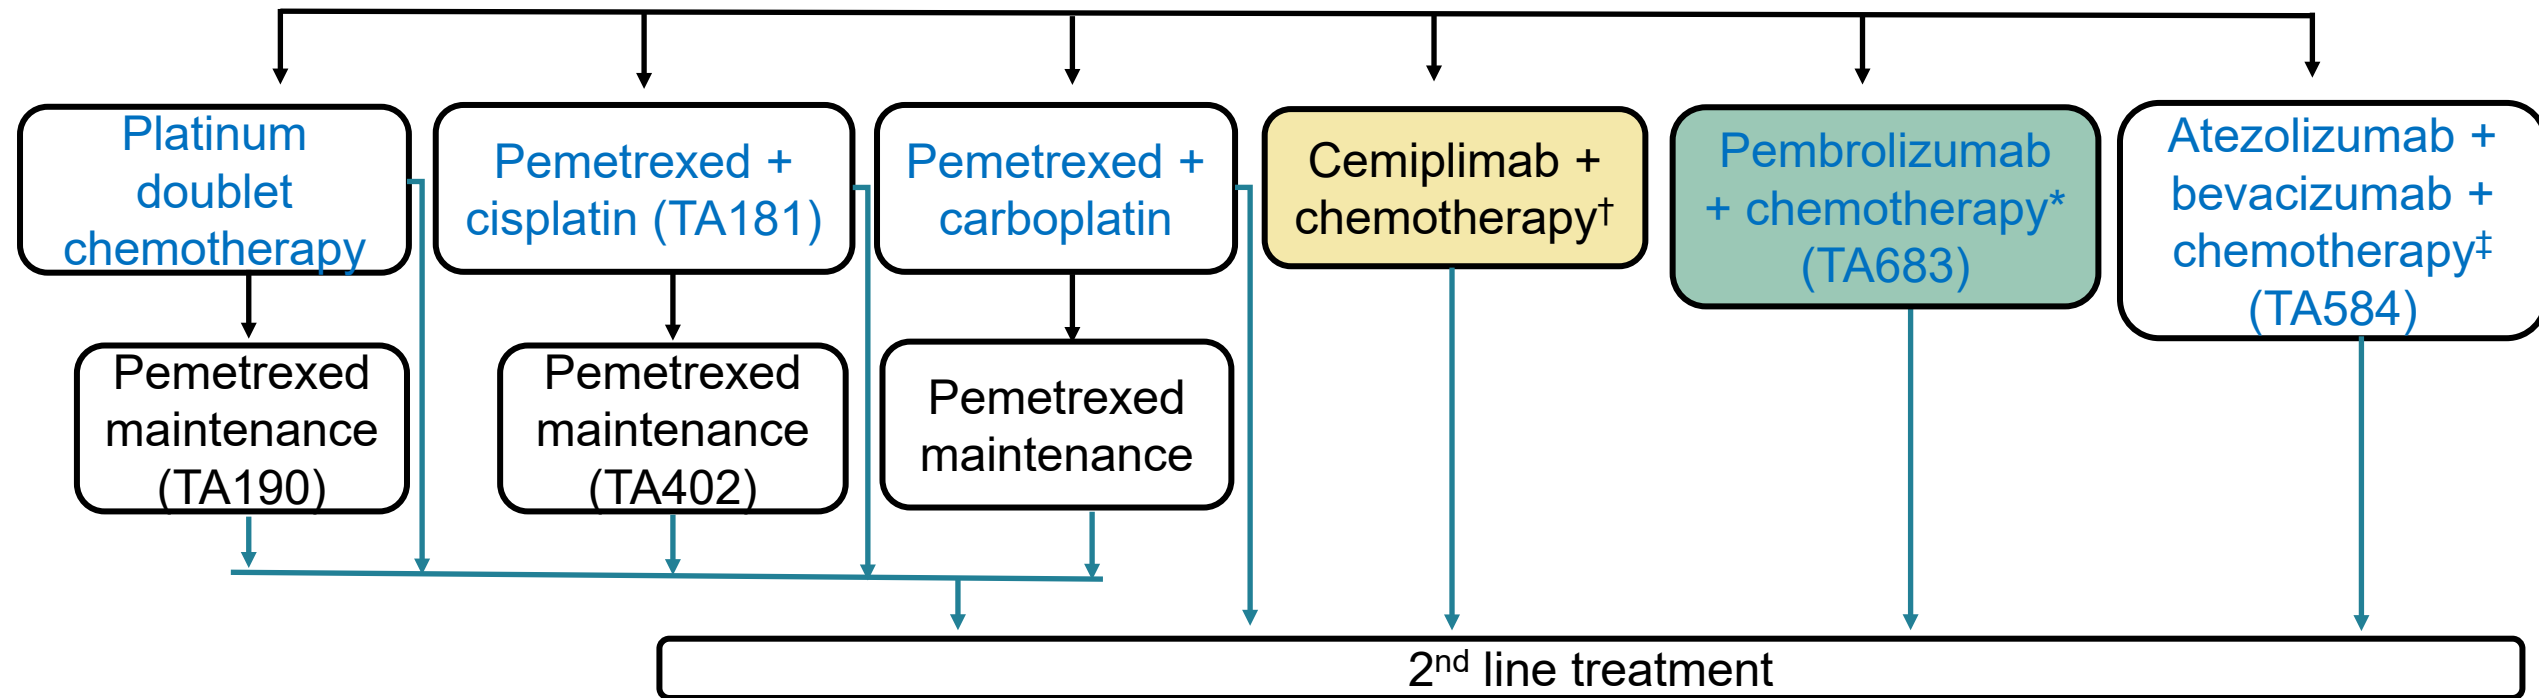 Platinum
doublet
chemotherapy
Pemetrexed +
cisplatin (TA181)
Pemetrexed +
carboplatin
Cemiplimab +
chemotherapy†
Pembrolizumab
+ chemotherapy*
(TA683)
Atezolizumab +
bevacizumab +
chemotherapy‡
(TA584)
Pemetrexed
maintenance
(TA190)
Pemetrexed
maintenance
(TA402)
Pemetrexed
maintenance
2nd line treatment